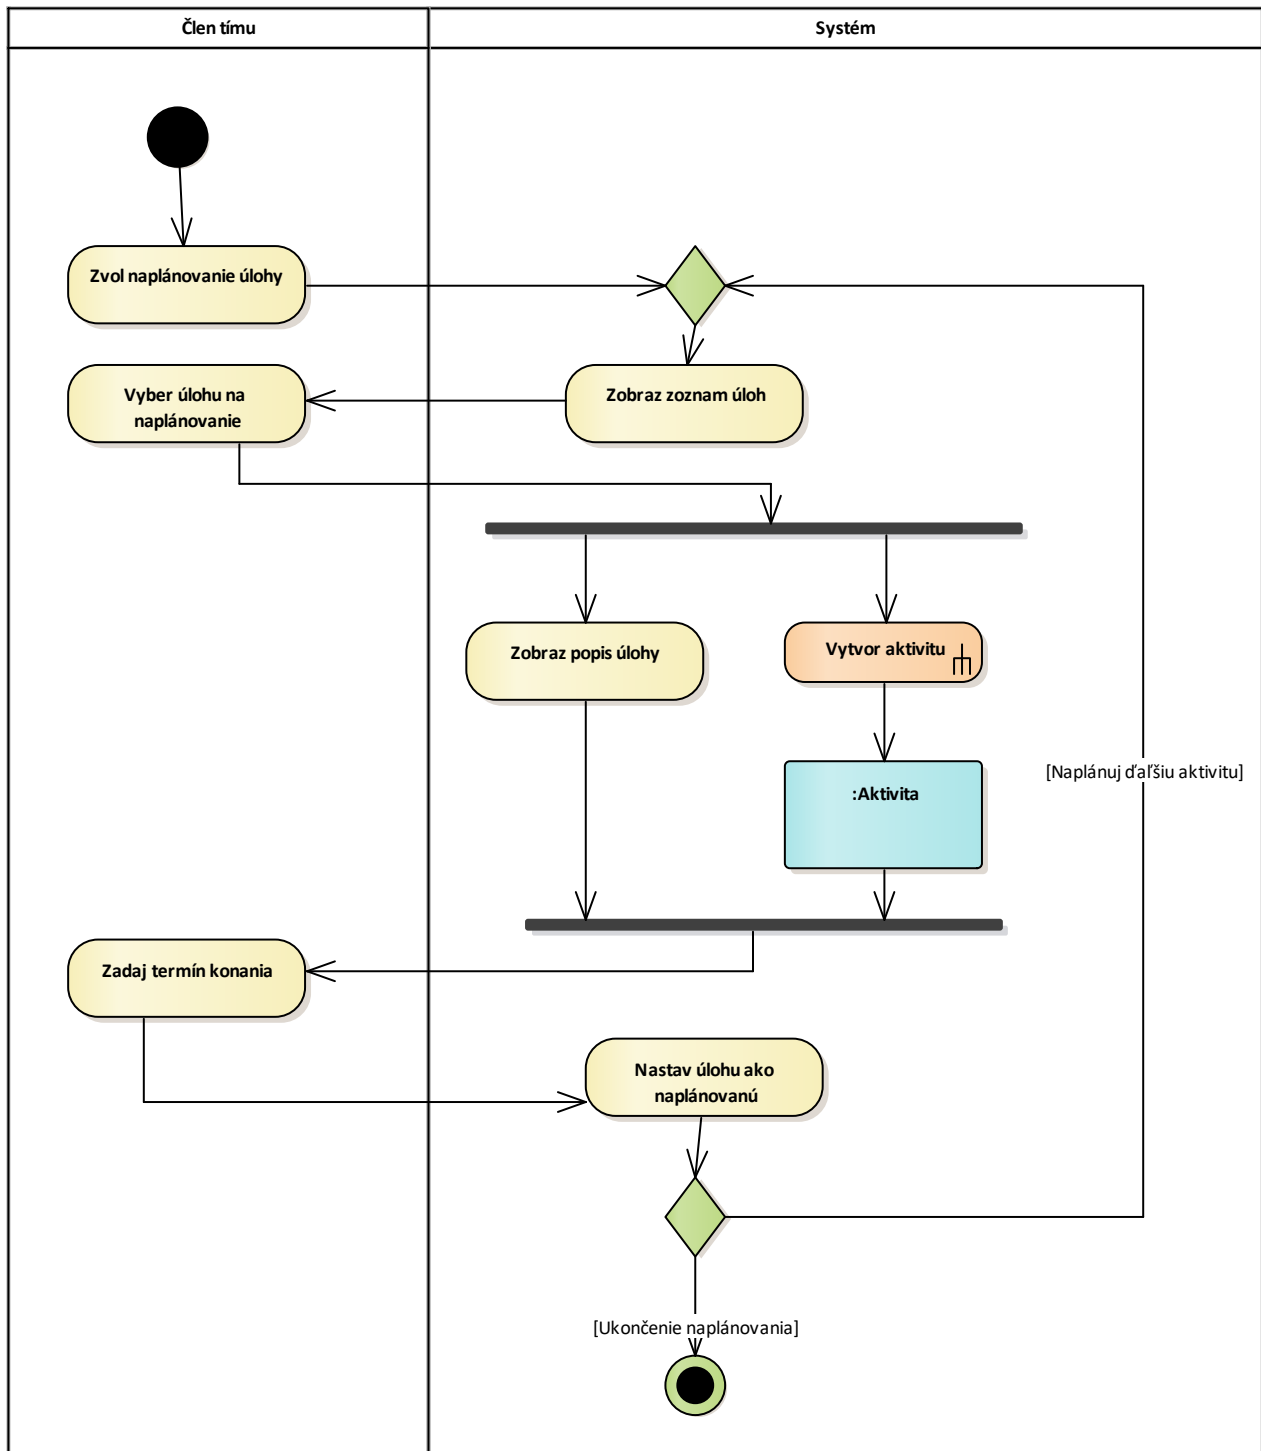 Člen tímu
Systém
Zvol naplánovanie úlohy
Vyber úlohu na
naplánovanie
Zobraz zoznam úloh
Zobraz popis úlohy
Vytvor aktivitu
:Aktivita
[Naplánuj ďaľšiu aktivitu]
Zadaj termín konania
Nastav úlohu ako
naplánovanú
[Ukončenie naplánovania]